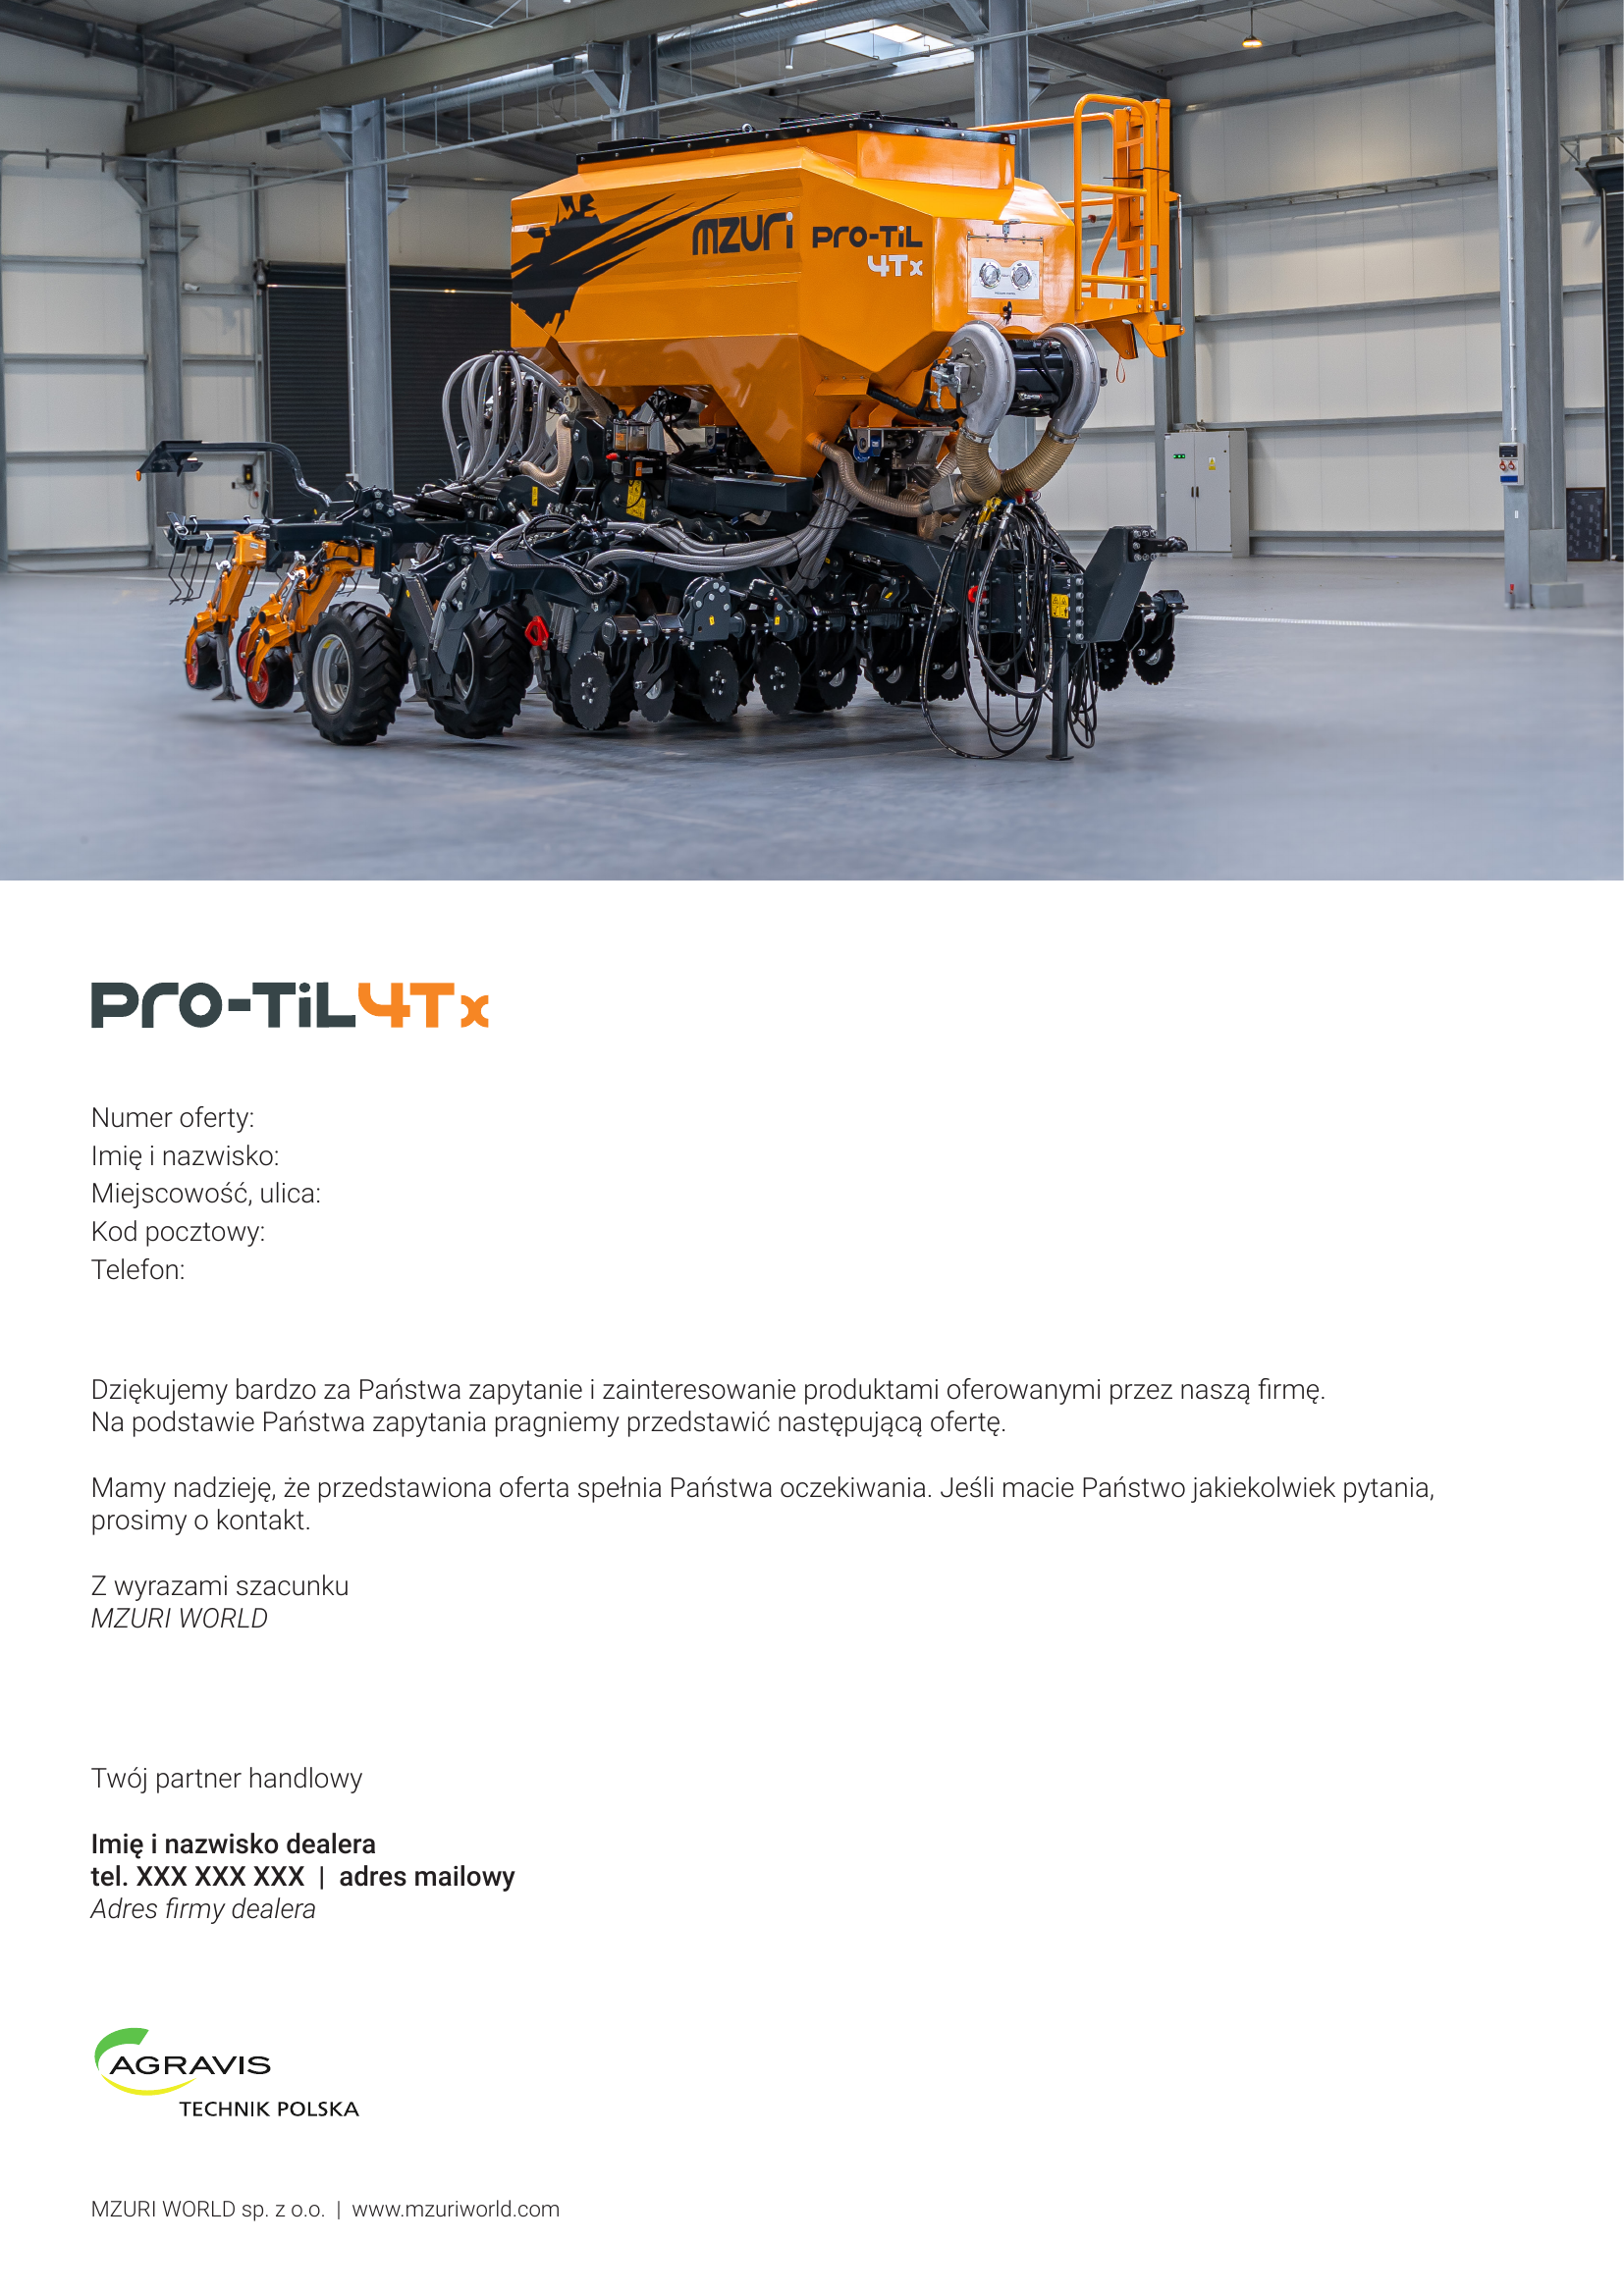 mzuri Pro-Til
4Tx
Pro-Til 4Tx
Numer oferty:
Imię i nazwisko:
Miejscowość, ulica:
Kod pocztowy:
Telefon:
Dziękujemy bardzo za Państwa zapytanie i zainteresowanie produktami oferowanymi przez naszą firmę.
Na podstawie Państwa zapytania pragniemy przedstawić następującą ofertę.
Mamy nadzieję, że przedstawiona oferta spełnia Państwa oczekiwania. Jeśli macie Państwo jakiekolwiek pytania,
prosimy o kontakt.
Z wyrazami szacunku
MZURI WORLD
Twój partner handlowy
Imię i nazwisko dealera
tel. XXX XXX XXX | adres mailowy
Adres firmy dealera
AGRAVIS
TECHNIK POLSKA
MZURI WORLD sp. z o.o. | www.mzuriworld.com